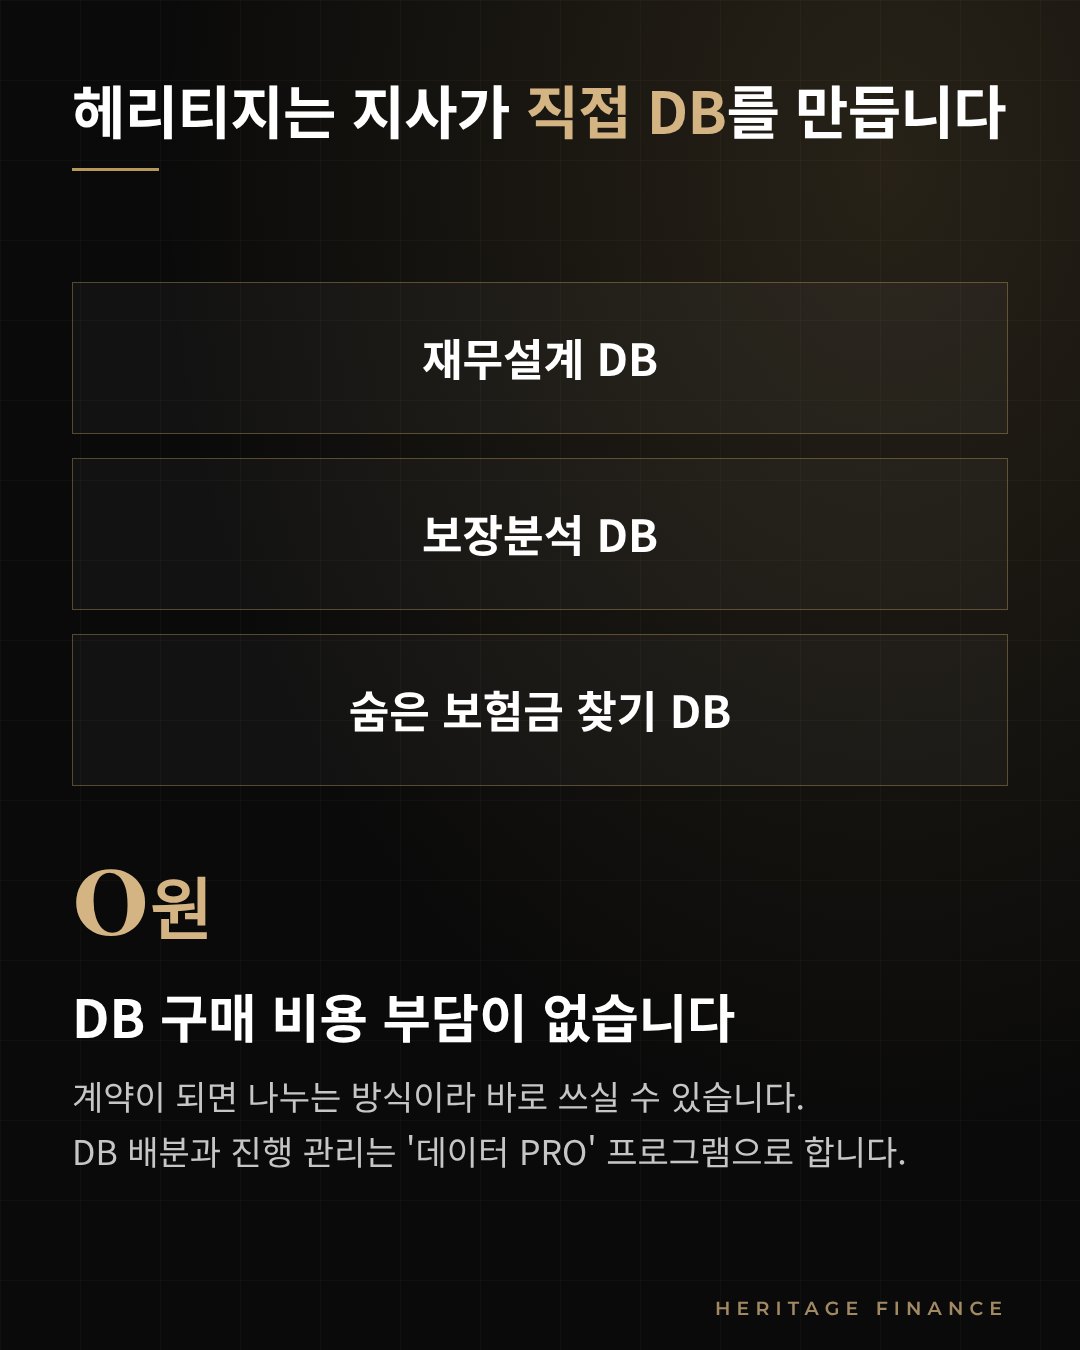 헤리티지는 지사가 직접 DB를 만듭니다
재무설계 DB
보장분석 DB
숨은 보험금 찾기 DB
0원
DB 구매 비용 부담이 없습니다
계약이 되면 나누는 방식이라 바로 쓰실 수 있습니다.
DB 배분과 진행 관리는 '데이터 PRO' 프로그램으로 합니다.
HERITAGE FINANCE